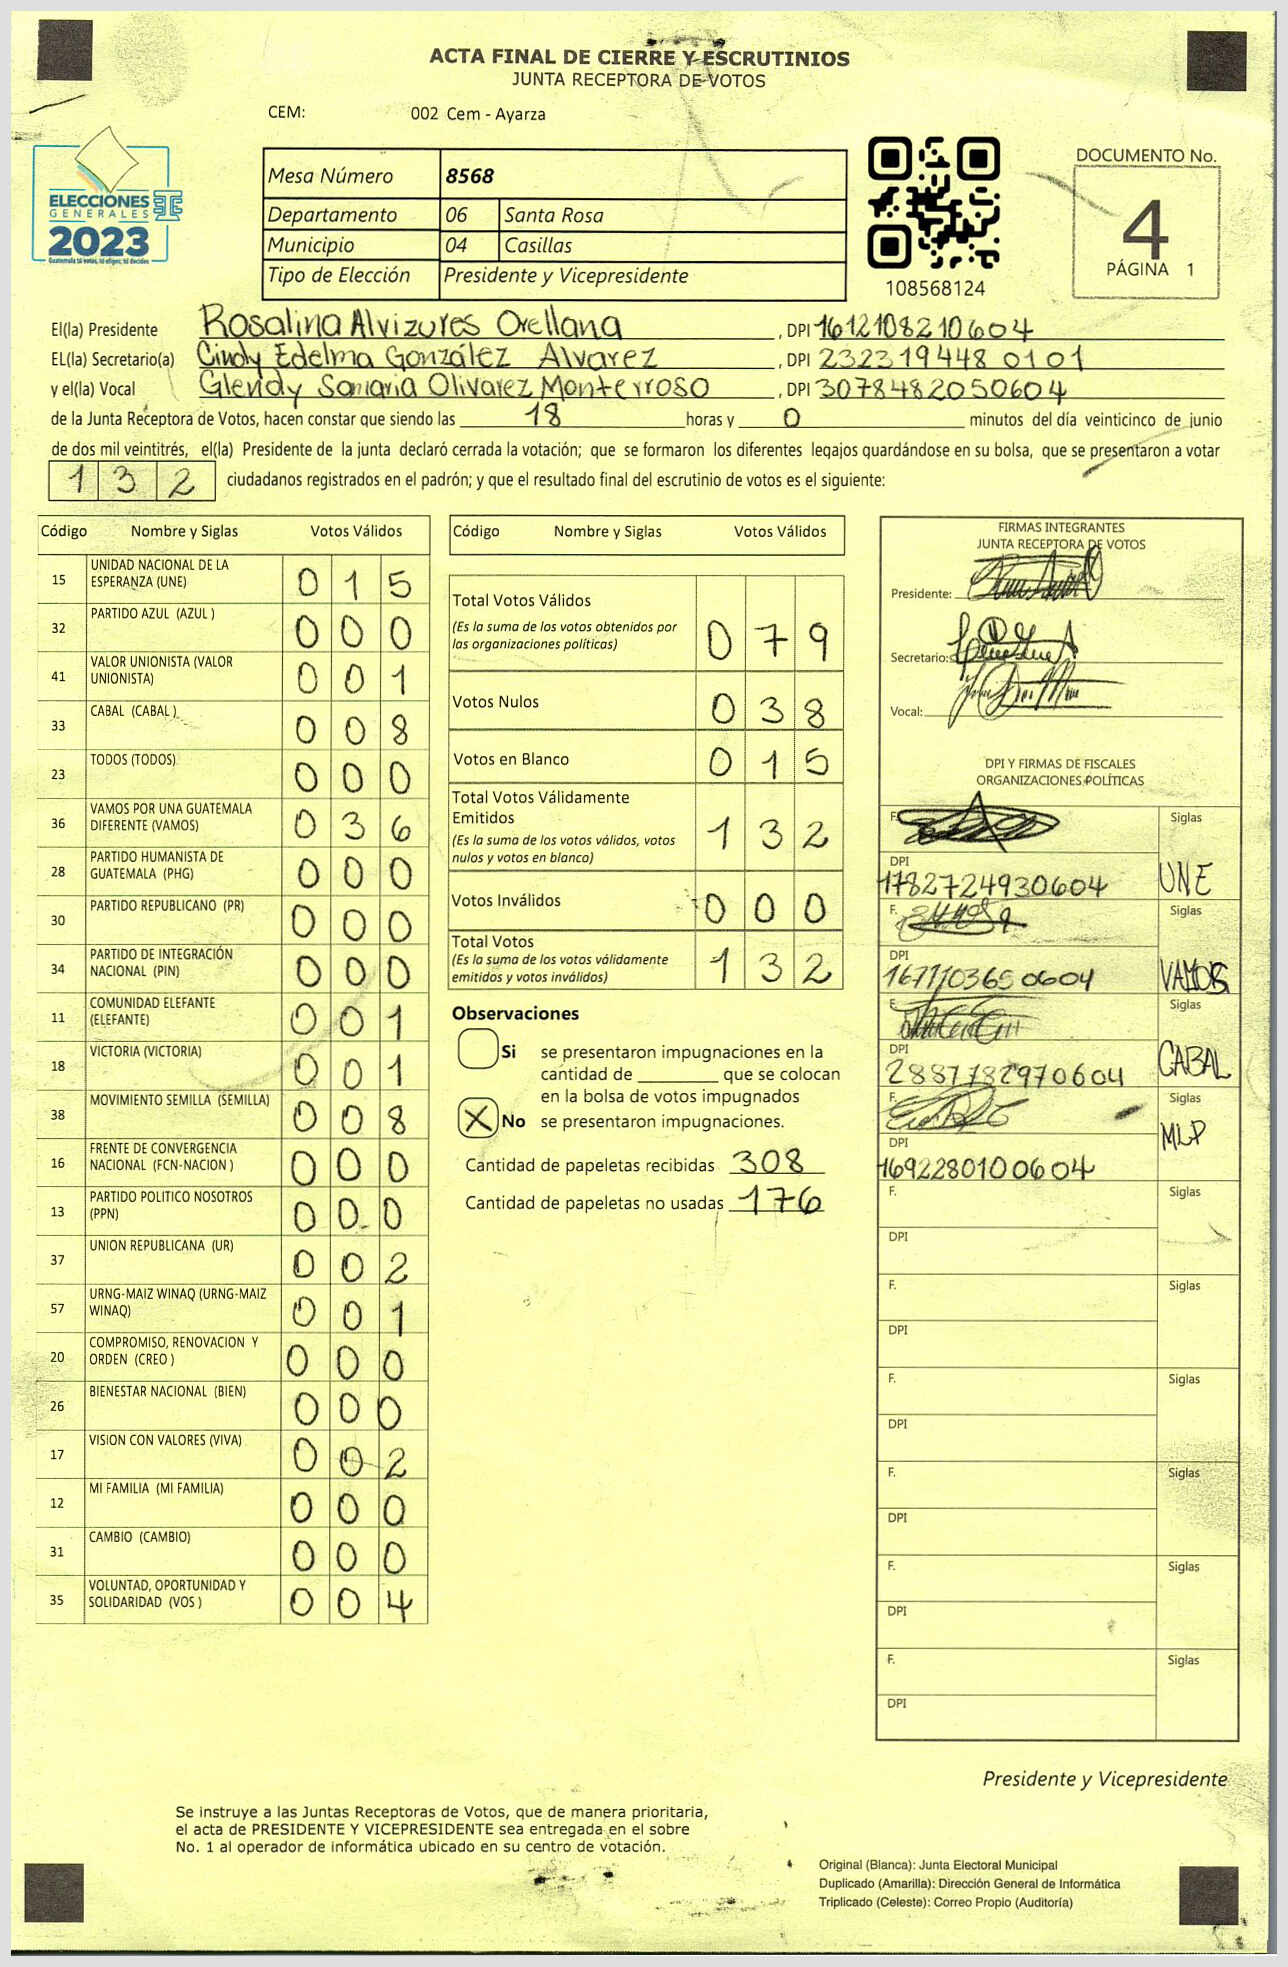 ACTA FINAL DE CIERRE Y ESCRUTINIOS
JUNTA RECEPTORA DE VOTOS
CEM: 002 Cem - Ayarza
ELECCIONES
GENERALES
2023
Guatemala tú votas, tú eliges, tú decides
Mesa Número 8568
Departamento 06 Santa Rosa
Municipio 04 Casillas
Tipo de Elección Presidente y Vicepresidente
108568124
DOCUMENTO No.
4
PÁGINA 1
El(la) Presidente Rosalina Alvizures Orellana , DPI 1612108210604
EL(la) Secretario(a) Cindy Edelma González Alvarez , DPI 2323194480101
y el(la) Vocal Glendy Samaria Olivarez Monterroso , DPI 3078482050604
de la Junta Receptora de Votos, hacen constar que siendo las 18 horas y 0 minutos del día veinticinco de junio
de dos mil veintitrés, el(la) Presidente de la junta declaró cerrada la votación; que se formaron los diferentes legajos guardándose en su bolsa, que se presentaron a votar
132 ciudadanos registrados en el padrón; y que el resultado final del escrutinio de votos es el siguiente:
Código Nombre y Siglas Votos Válidos
15 UNIDAD NACIONAL DE LA ESPERANZA (UNE) 0 1 5
32 PARTIDO AZUL (AZUL ) 0 0 0
41 VALOR UNIONISTA (VALOR UNIONISTA) 0 0 1
33 CABAL (CABAL ) 0 0 8
23 TODOS (TODOS) 0 0 0
36 VAMOS POR UNA GUATEMALA DIFERENTE (VAMOS) 0 3 6
28 PARTIDO HUMANISTA DE GUATEMALA (PHG) 0 0 0
30 PARTIDO REPUBLICANO (PR) 0 0 0
34 PARTIDO DE INTEGRACIÓN NACIONAL (PIN) 0 0 0
11 COMUNIDAD ELEFANTE (ELEFANTE) 0 0 1
18 VICTORIA (VICTORIA) 0 0 1
38 MOVIMIENTO SEMILLA (SEMILLA) 0 0 8
16 FRENTE DE CONVERGENCIA NACIONAL (FCN-NACION ) 0 0 0
13 PARTIDO POLITICO NOSOTROS (PPN) 0 0 0
37 UNION REPUBLICANA (UR) 0 0 2
57 URNG-MAIZ WINAQ (URNG-MAIZ WINAQ) 0 0 1
20 COMPROMISO, RENOVACION Y ORDEN (CREO ) 0 0 0
26 BIENESTAR NACIONAL (BIEN) 0 0 0
17 VISION CON VALORES (VIVA) 0 0 2
12 MI FAMILIA (MI FAMILIA) 0 0 0
31 CAMBIO (CAMBIO) 0 0 0
35 VOLUNTAD, OPORTUNIDAD Y SOLIDARIDAD (VOS ) 0 0 4
Código Nombre y Siglas Votos Válidos
Total Votos Válidos
(Es la suma de los votos obtenidos por las organizaciones políticas) 0 7 9
Votos Nulos 0 3 8
Votos en Blanco 0 1 5
Total Votos Válidamente Emitidos
(Es la suma de los votos válidos, votos nulos y votos en blanco) 1 3 2
Votos Inválidos 0 0 0
Total Votos
(Es la suma de los votos válidamente emitidos y votos inválidos) 1 3 2
Observaciones
Si se presentaron impugnaciones en la
cantidad de ________ que se colocan
en la bolsa de votos impugnados
X No se presentaron impugnaciones.
Cantidad de papeletas recibidas 308
Cantidad de papeletas no usadas 176
FIRMAS INTEGRANTES
JUNTA RECEPTORA DE VOTOS
Presidente:
Secretario:
Vocal:
DPI Y FIRMAS DE FISCALES
ORGANIZACIONES POLÍTICAS
F. Siglas
DPI 1782724930604 UNE
F. Siglas
DPI 1671103650604 VAMOS
F. Siglas
DPI 2887782970604 CABAL
F. Siglas
DPI 1692280100604 MLP
F. Siglas
DPI
F. Siglas
DPI
F. Siglas
DPI
F. Siglas
DPI
F. Siglas
DPI
F. Siglas
DPI
Presidente y Vicepresidente
Se instruye a las Juntas Receptoras de Votos, que de manera prioritaria,
el acta de PRESIDENTE Y VICEPRESIDENTE sea entregada en el sobre
No. 1 al operador de informática ubicado en su centro de votación.
Original (Blanca): Junta Electoral Municipal
Duplicado (Amarilla): Dirección General de Informática
Triplicado (Celeste): Correo Propio (Auditoría)